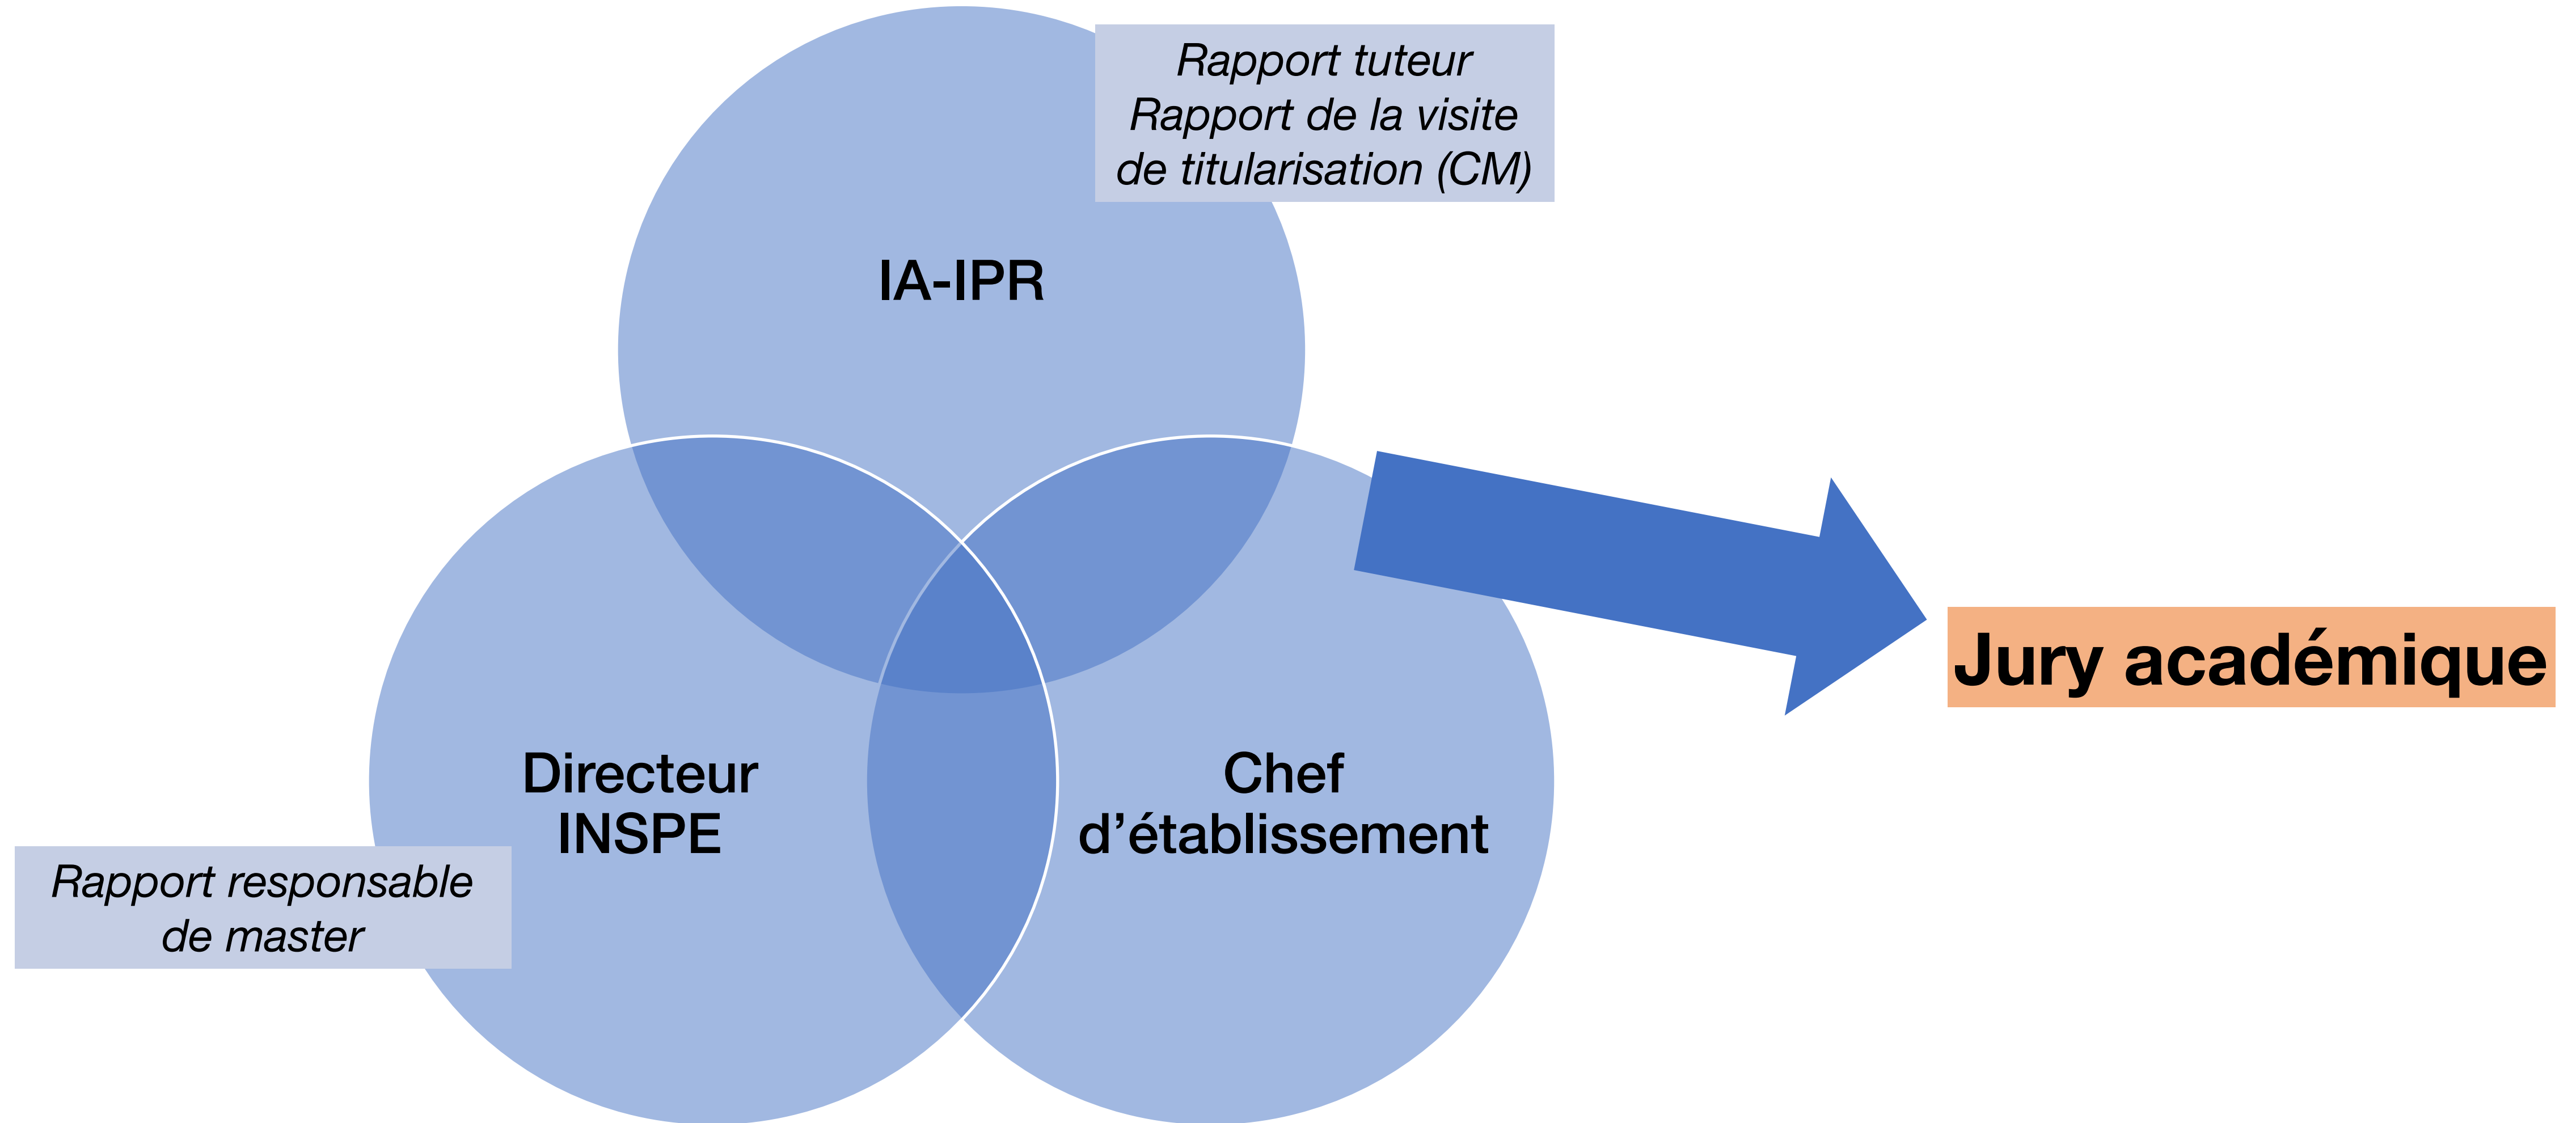 Rapport tuteur
Rapport de la visite
de titularisation (CM)
IA-IPR
Jury académique
Directeur
INSPE
Chef
d’établissement
Rapport responsable
de master